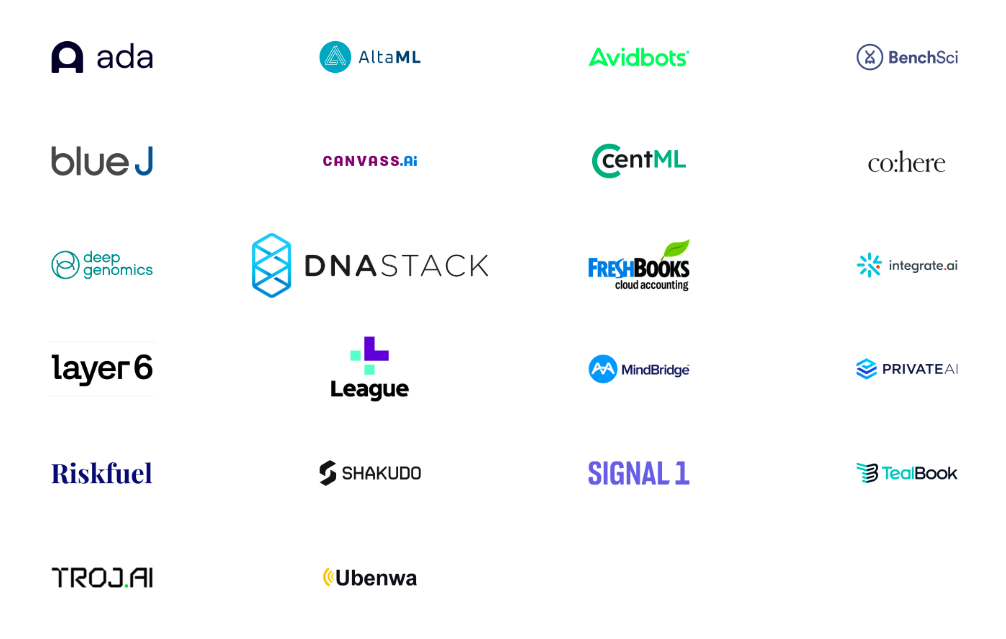 ada
AltaML
Avidbots
BenchSci
blue J
CANVASS.Ai
CentML
co:here
deep
genomics
DNASTACK
FRESHBOOKS
cloud accounting
integrate.ai
layer 6
League
MindBridge
PRIVATE AI
Riskfuel
SHAKUDO
SIGNAL 1
TealBook
TROJ.AI
Ubenwa